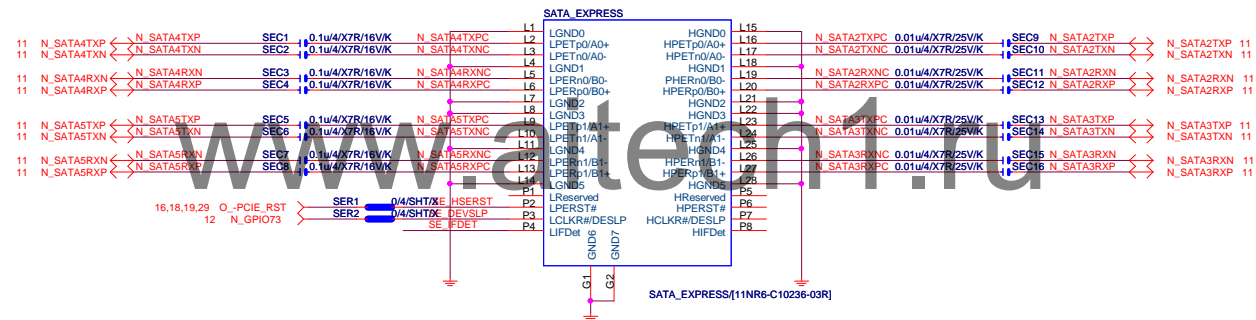 SATA_EXPRESS
11 N_SATA4TXP N_SATA4TXP SEC1 0.1u/4/X7R/16V/K N_SATA4TXPC L1 L2 LGND0 LPETp0/A0+
11 N_SATA4TXN N_SATA4TXN SEC2 0.1u/4/X7R/16V/K N_SATA4TXNC L3 LPETn0/A0-
L4 LGND1
11 N_SATA4RXN N_SATA4RXN SEC3 0.1u/4/X7R/16V/K N_SATA4RXNC L5 LPERn0/B0-
11 N_SATA4RXP N_SATA4RXP SEC4 0.1u/4/X7R/16V/K N_SATA4RXPC L6 LPERp0/B0+
L7 LGND2
L8 LGND3
11 N_SATA5TXP N_SATA5TXP SEC5 0.1u/4/X7R/16V/K N_SATA5TXPC L9 LPETp1/A1+
11 N_SATA5TXN N_SATA5TXN SEC6 0.1u/4/X7R/16V/K N_SATA5TXNC L10 LPETn1/A1-
L11 LGND4
11 N_SATA5RXN N_SATA5RXN SEC7 0.1u/4/X7R/16V/K N_SATA5RXNC L12 LPERn1/B1-
11 N_SATA5RXP N_SATA5RXP SEC8 0.1u/4/X7R/16V/K N_SATA5RXPC L13 LPERp1/B1+
L14 LGND5
P1 LReserved
16,18,19,29 O_-PCIE_RST SER1 0/4/SHT/X SE_HSERST P2 LPERST#
12 N_GPIO73 SER2 0/4/SHT/X SE_DEVSLP P3 LCLKR#/DESLP
SE_IFDET P4 LIFDet
HGND0 L15
HPETp0/A0+ L16 N_SATA2TXPC 0.01u/4/X7R/25V/K SEC9 N_SATA2TXP N_SATA2TXP 11
HPETn0/A0- L17 N_SATA2TXNC 0.01u/4/X7R/25V/K SEC10 N_SATA2TXN N_SATA2TXN 11
HGND1 L18
PHERn0/B0- L19 N_SATA2RXNC 0.01u/4/X7R/25V/K SEC11 N_SATA2RXN N_SATA2RXN 11
HPERp0/B0+ L20 N_SATA2RXPC 0.01u/4/X7R/25V/K SEC12 N_SATA2RXP N_SATA2RXP 11
HGND2 L21
HGND3 L22
HPETp1/A1+ L23 N_SATA3TXPC 0.01u/4/X7R/25V/K SEC13 N_SATA3TXP N_SATA3TXP 11
HPETn1/A1- L24 N_SATA3TXNC 0.01u/4/X7R/25V/K SEC14 N_SATA3TXN N_SATA3TXN 11
HGND4 L25
HPERn1/B1- L26 N_SATA3RXNC 0.01u/4/X7R/25V/K SEC15 N_SATA3RXN N_SATA3RXN 11
HPERp1/B1+ L27 N_SATA3RXPC 0.01u/4/X7R/25V/K SEC16 N_SATA3RXP N_SATA3RXP 11
HGND5 L28
HReserved P5
HPERST# P6
HCLKR#/DESLP P7
HIFDet P8
GND6 GND7
G1 G2
SATA_EXPRESS/[11NR6-C10236-03R]
www.aitech1.ru